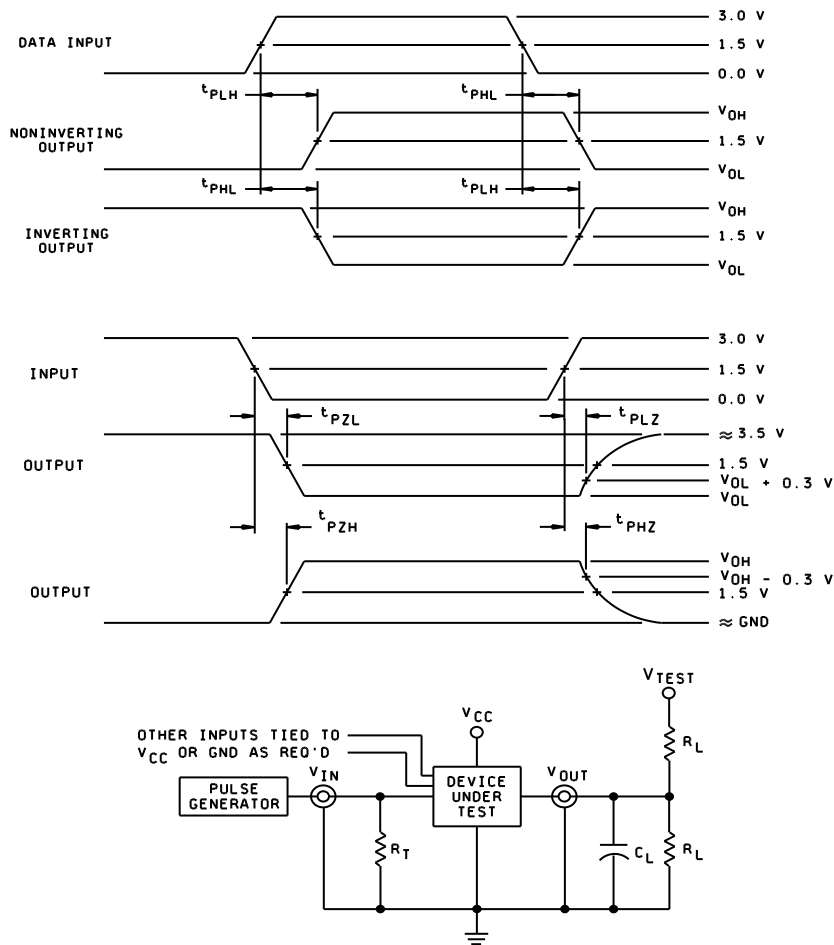 3.0 V
DATA INPUT
1.5 V
0.0 V
tPLH
tPHL
VOH
NONINVERTING
OUTPUT
1.5 V
VOL
tPHL
tPLH
VOH
INVERTING
OUTPUT
1.5 V
VOL
3.0 V
INPUT
1.5 V
0.0 V
tPZL
tPLZ
≈3.5 V
OUTPUT
1.5 V
VOL + 0.3 V
VOL
tPZH
tPHZ
VOH
VOH - 0.3 V
OUTPUT
1.5 V
≈GND
VTEST
VCC
OTHER INPUTS TIED TO
VCC OR GND AS REQ'D
RL
VIN
VOUT
PULSE
GENERATOR
DEVICE
UNDER
TEST
RT
CL
RL